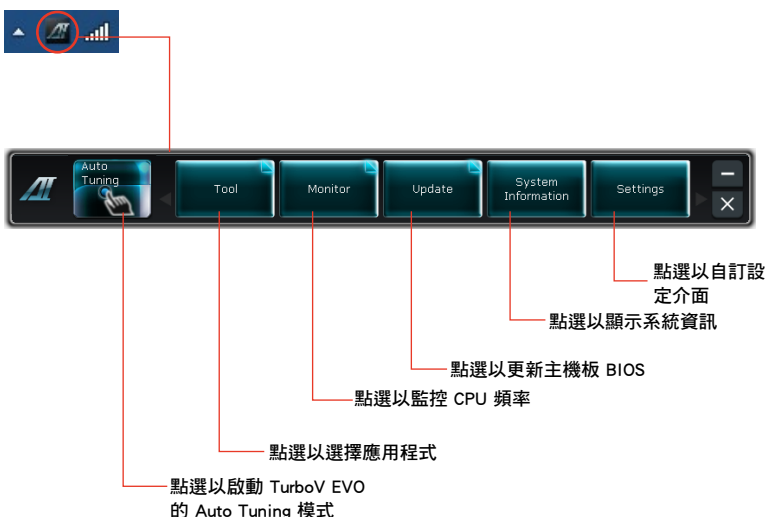 Auto
Tuning
Tool
Monitor
Update
System
Information
Settings
點選以自訂設
定介面
點選以顯示系統資訊
點選以更新主機板 BIOS
點選以監控 CPU 頻率
點選以選擇應用程式
點選以啟動 TurboV EVO
的 Auto Tuning 模式